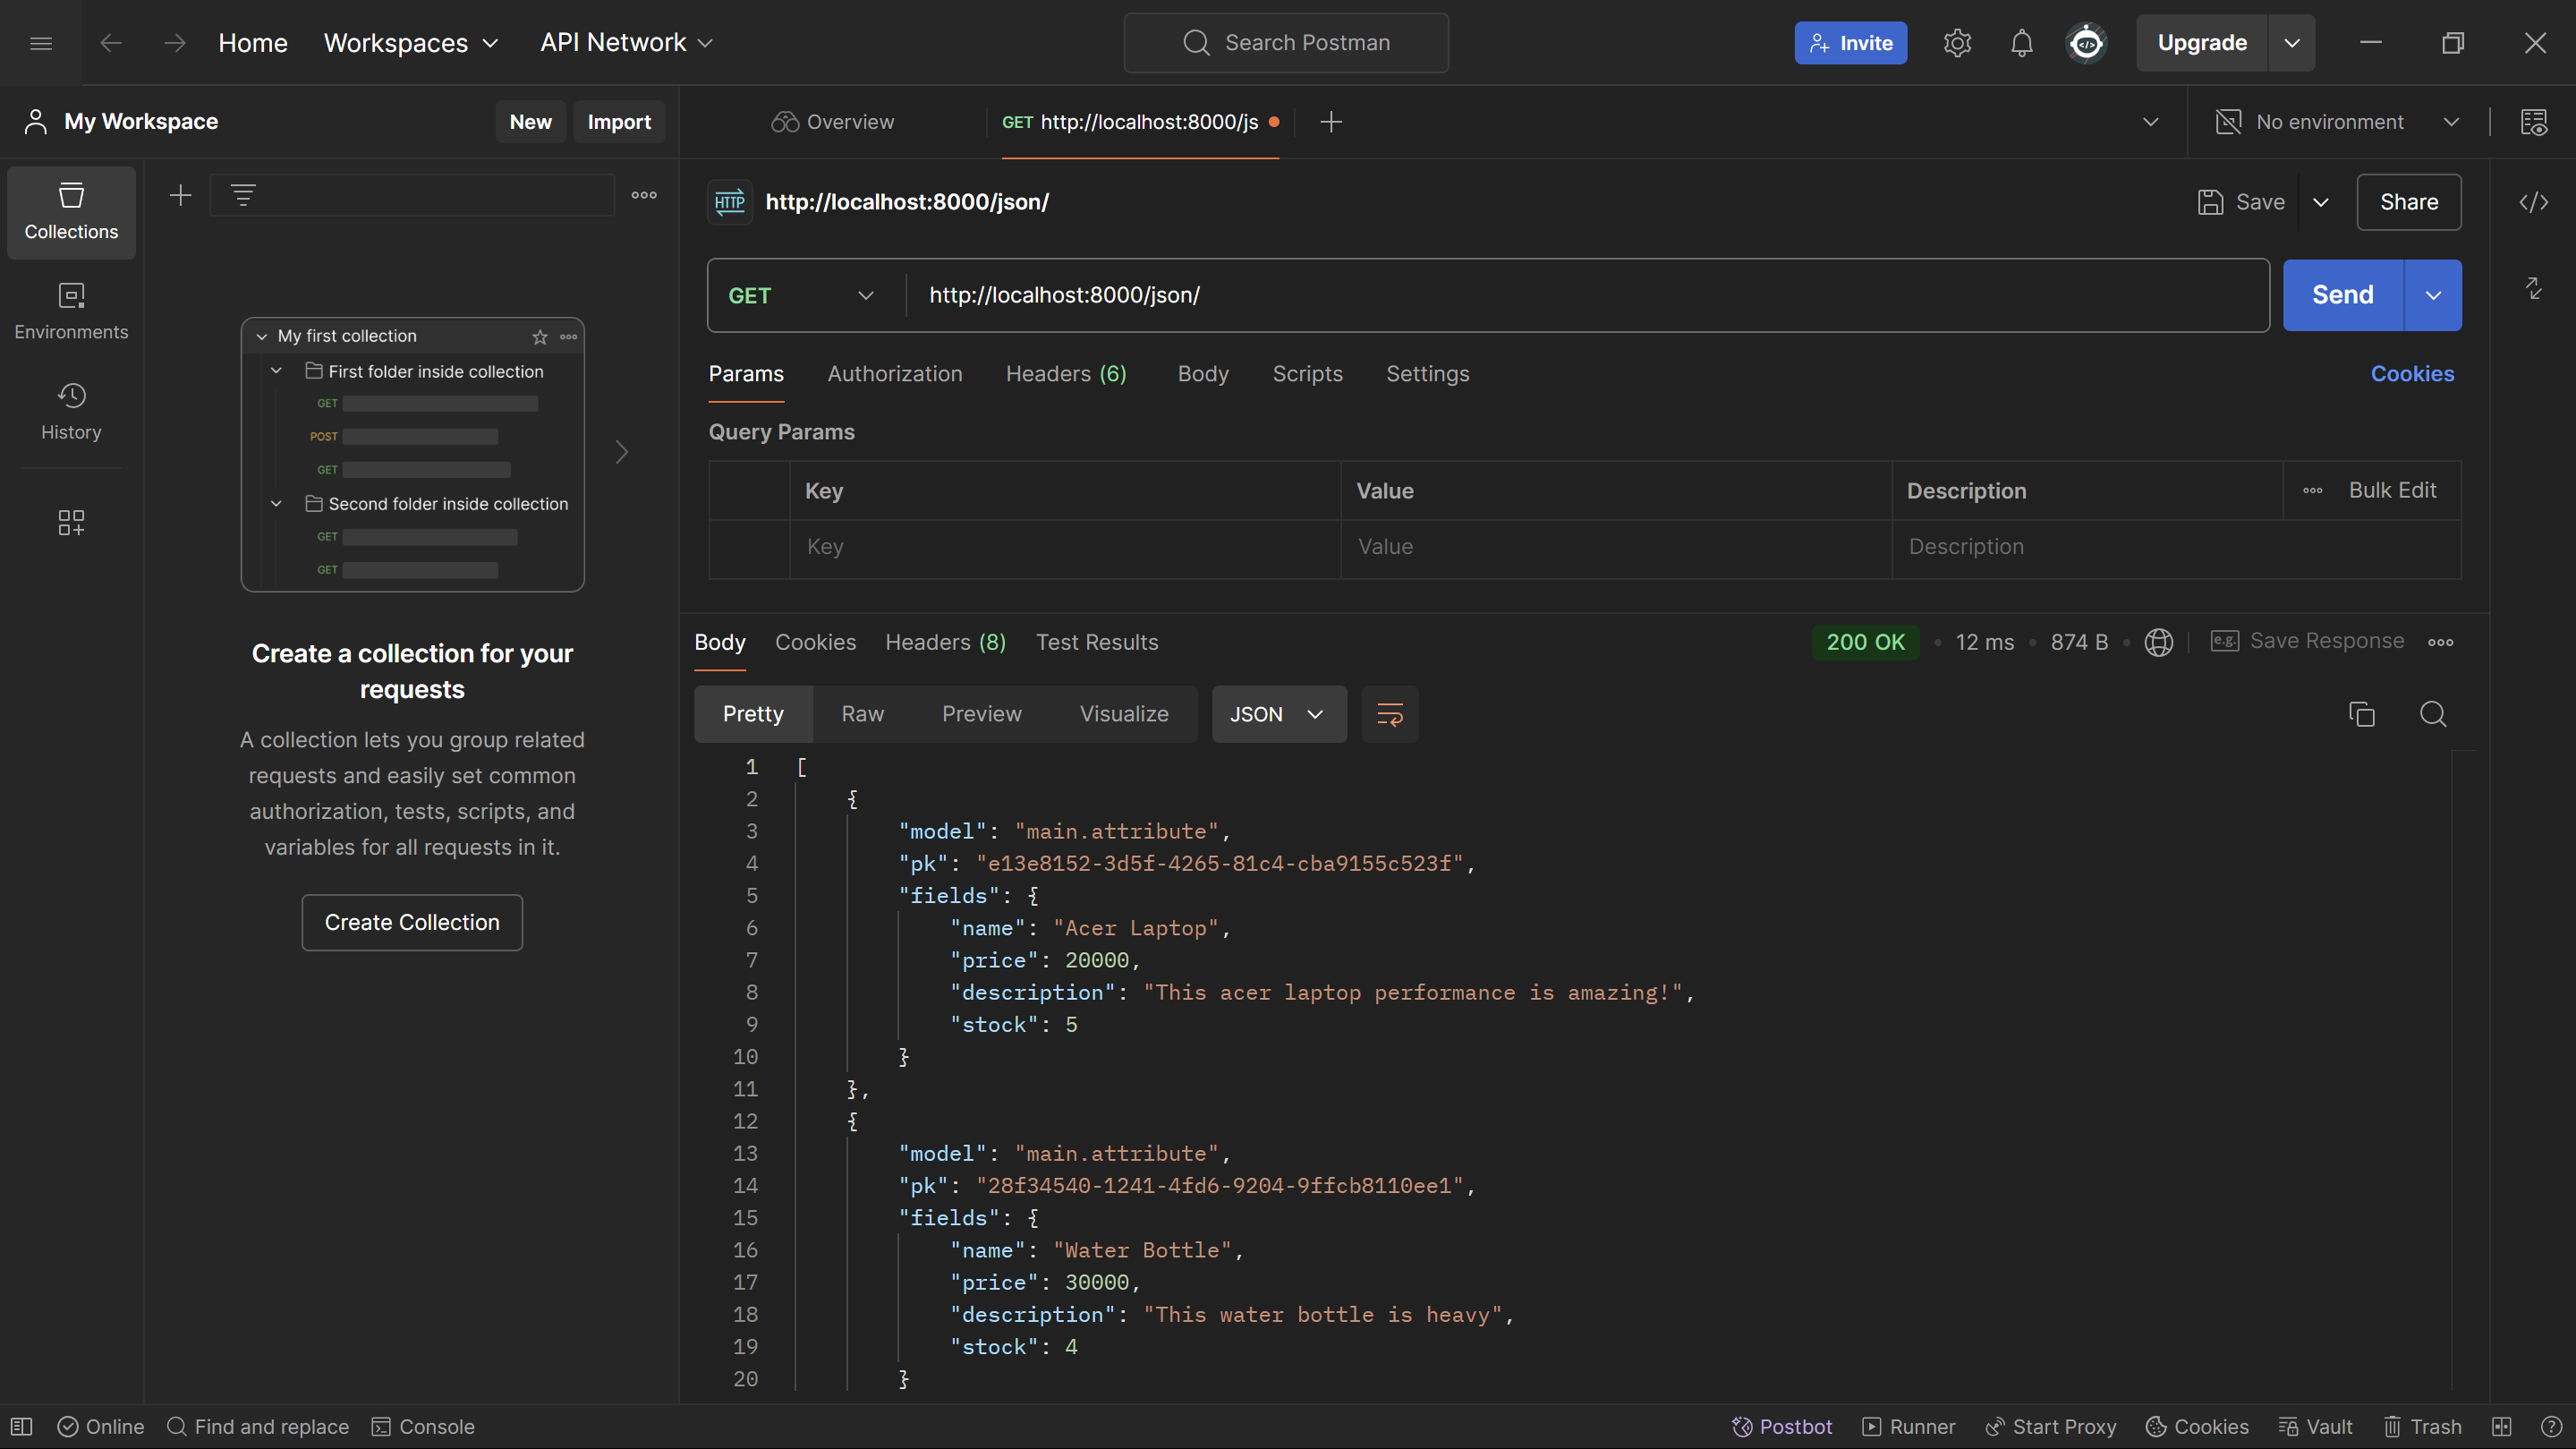 Home Workspaces API Network Search Postman Invite Upgrade
My Workspace New Import Overview GET http://localhost:8000/js No environment
Collections
Environments
History
My first collection
First folder inside collection
GET
POST
GET
Second folder inside collection
GET
GET
Create a collection for your
requests
A collection lets you group related
requests and easily set common
authorization, tests, scripts, and
variables for all requests in it.
Create Collection
HTTP http://localhost:8000/json/ Save Share
GET http://localhost:8000/json/ Send
Params Authorization Headers (6) Body Scripts Settings Cookies
Query Params
Key Value Description Bulk Edit
Key Value Description
Body Cookies Headers (8) Test Results 200 OK • 12 ms • 874 B • e.g. Save Response
Pretty Raw Preview Visualize JSON
1 [
2 {
3 "model": "main.attribute",
4 "pk": "e13e8152-3d5f-4265-81c4-cba9155c523f",
5 "fields": {
6 "name": "Acer Laptop",
7 "price": 20000,
8 "description": "This acer laptop performance is amazing!",
9 "stock": 5
10 }
11 },
12 {
13 "model": "main.attribute",
14 "pk": "28f34540-1241-4fd6-9204-9ffcb8110ee1",
15 "fields": {
16 "name": "Water Bottle",
17 "price": 30000,
18 "description": "This water bottle is heavy",
19 "stock": 4
20 }
Online Find and replace Console Postbot Runner Start Proxy Cookies Vault Trash